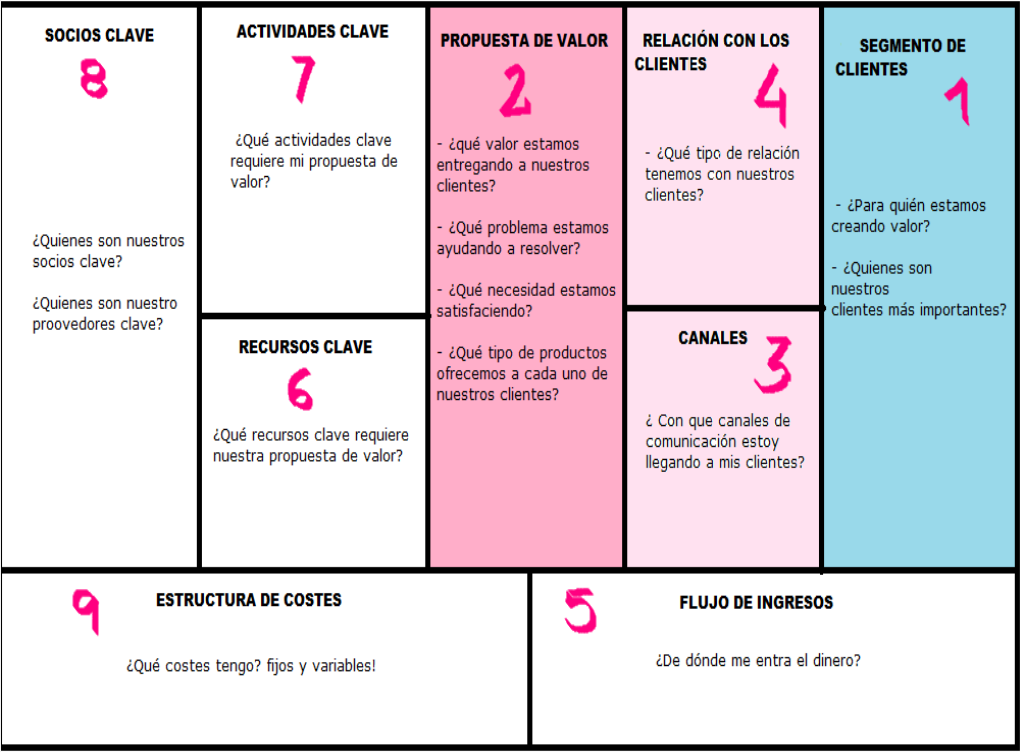 SOCIOS CLAVE
8
¿Quienes son nuestros
socios clave?
¿Quienes son nuestro
proovedores clave?
ACTIVIDADES CLAVE
7
¿Qué actividades clave
requiere mi propuesta de
valor?
RECURSOS CLAVE
6
¿Qué recursos clave requiere
nuestra propuesta de valor?
PROPUESTA DE VALOR
2
- ¿qué valor estamos
entregando a nuestros
clientes?
- ¿Qué problema estamos
ayudando a resolver?
- ¿Qué necesidad estamos
satisfaciendo?
- ¿Qué tipo de productos
ofrecemos a cada uno de
nuestros clientes?
RELACIÓN CON LOS
CLIENTES
4
- ¿Qué tipo de relación
tenemos con nuestros
clientes?
CANALES
3
¿ Con que canales de
comunicación estoy
llegando a mis clientes?
SEGMENTO DE
CLIENTES
1
- ¿Para quién estamos
creando valor?
- ¿Quienes son
nuestros
clientes más importantes?
9
ESTRUCTURA DE COSTES
¿Qué costes tengo? fijos y variables!
5
FLUJO DE INGRESOS
¿De dónde me entra el dinero?